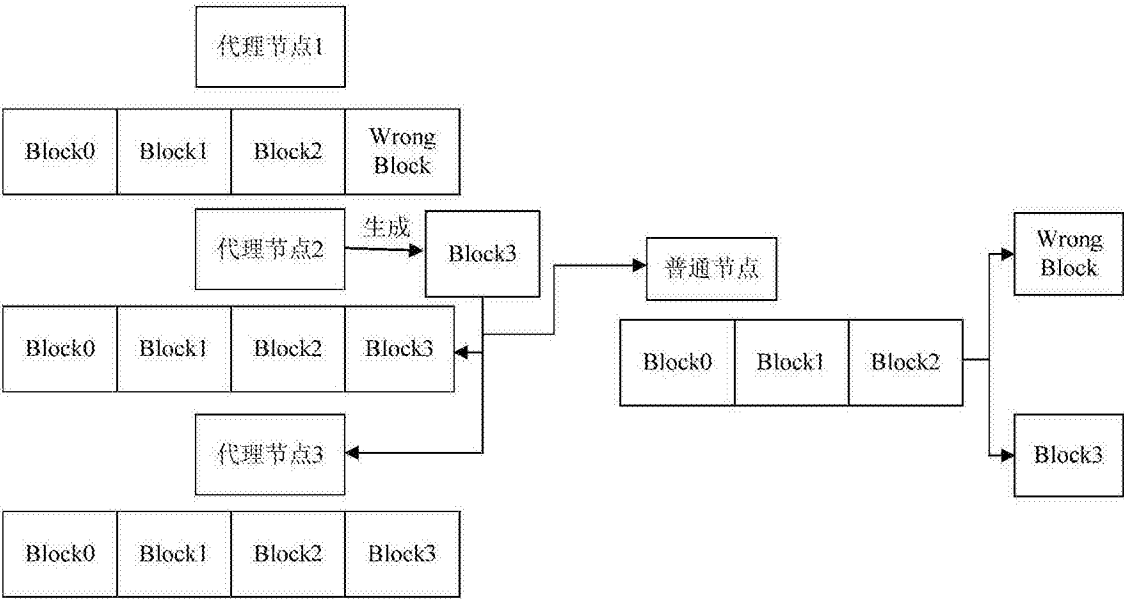 代理节点1
Block0
Block1
Block2
Wrong
Block
代理节点2
生成
Block3
Block0
Block1
Block2
Block3
代理节点3
Block0
Block1
Block2
Block3
普通节点
Block0
Block1
Block2
Wrong
Block
Block3